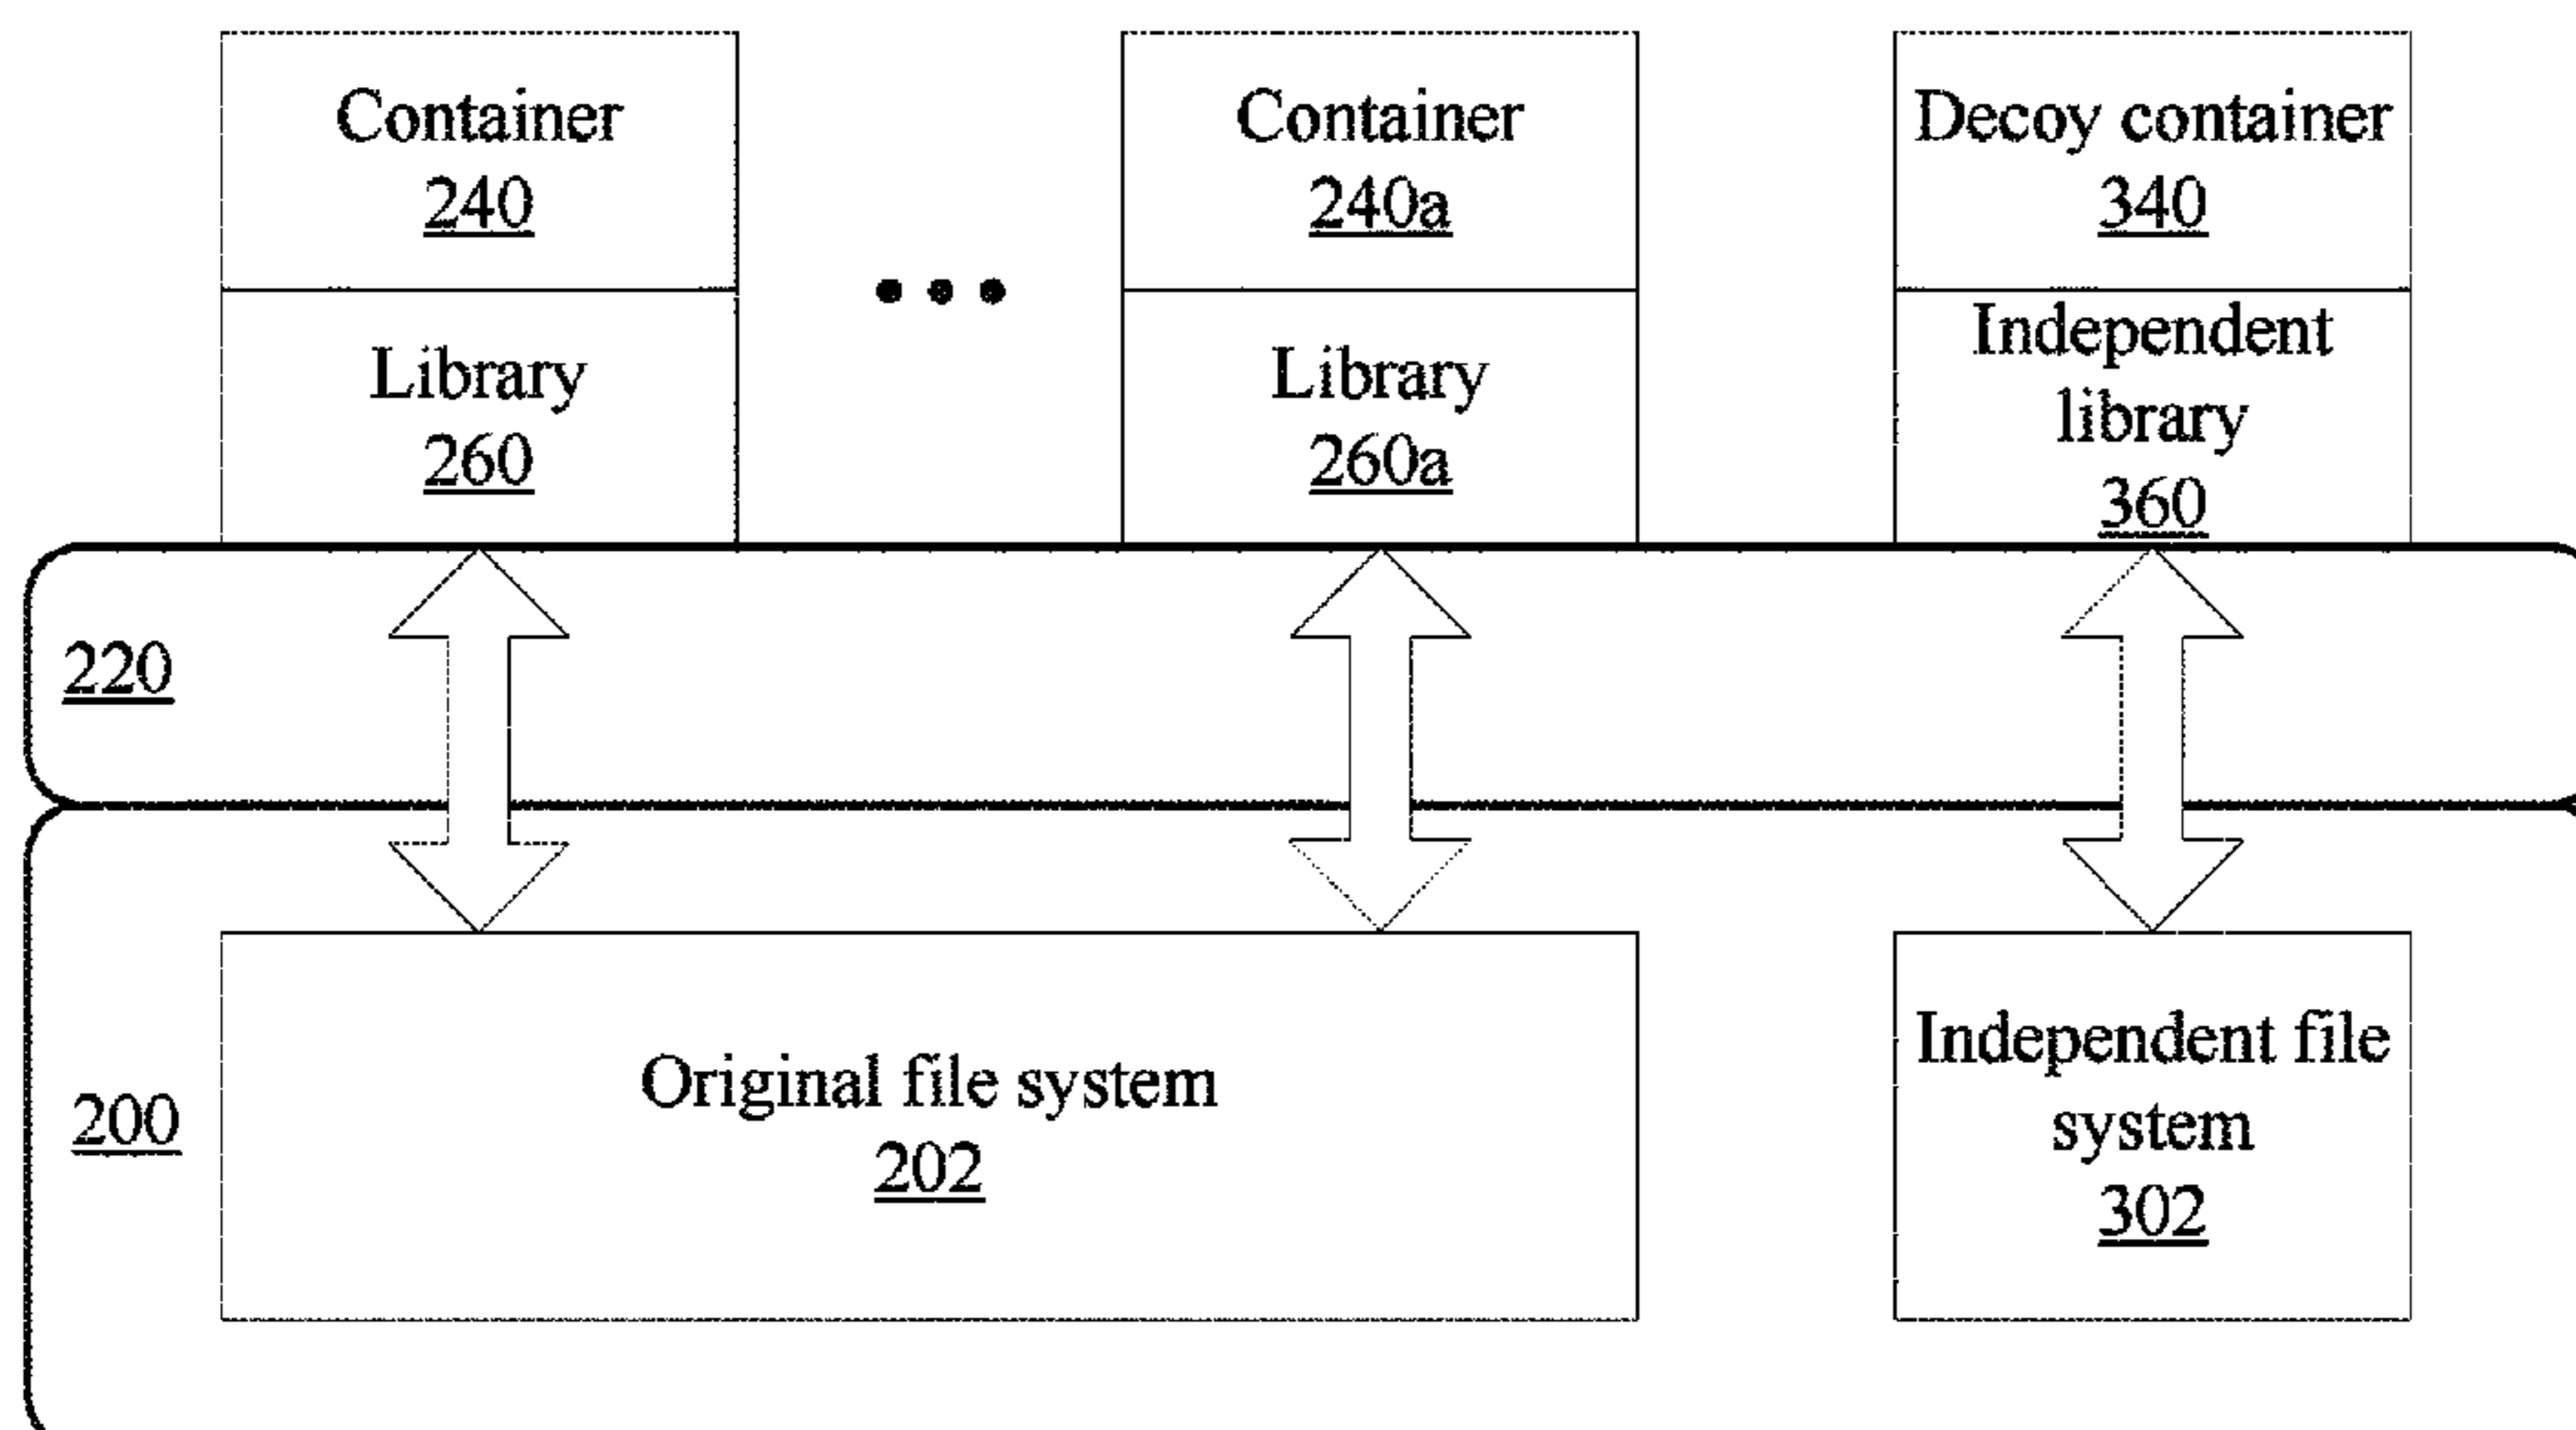 Container
240
Library
260
Container
240a
Library
260a
Decoy container
340
Independent
library
360
220
200
Original file system
202
Independent file
system
302